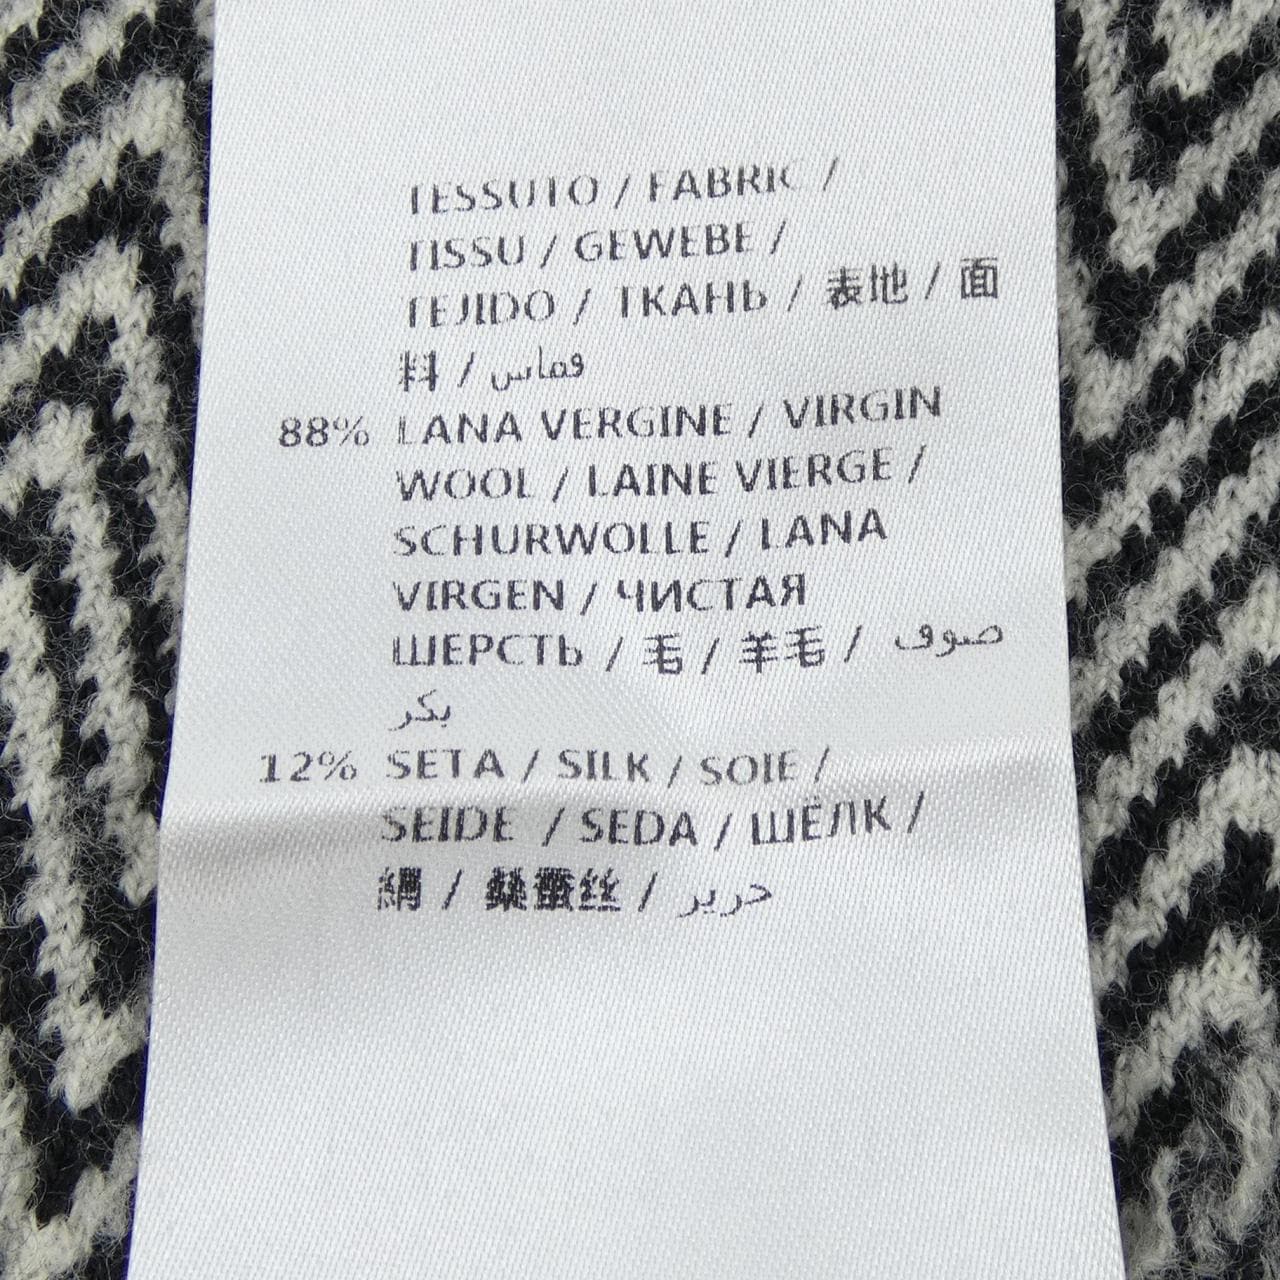 TESSUTO / FABRIC /
TISSU / GEWEBE /
TEJIDO / ТКАНЬ / 表地 / 面
料 / قماس
88% LANA VERGINE / VIRGIN
WOOL / LAINE VIERGE /
SCHURWOLLE / LANA
VIRGEN / ЧИСТАЯ
ШЕРСТЬ / 毛 / 羊毛 / صوف
بكر
12% SETA / SILK / SOIE /
SEIDE / SEDA / ШЁЛК /
絹 / 桑蚕丝 / حرير